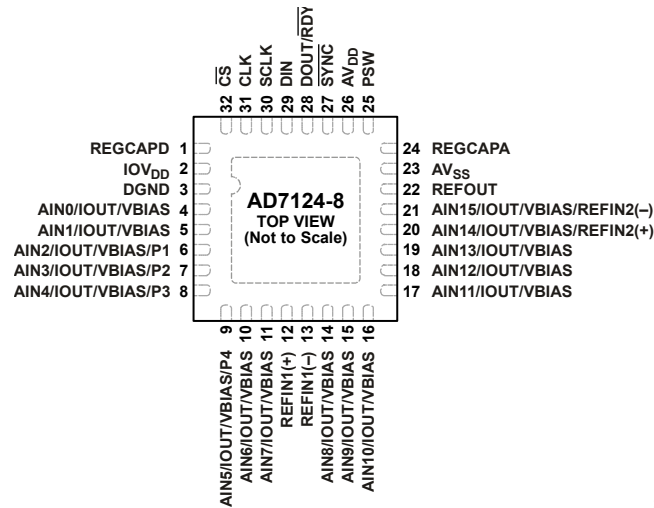 C̅S̅ 32
CLK 31
SCLK 30
DIN 29
DOUT/R̅D̅Y̅ 28
S̅Y̅N̅C̅ 27
AVDD 26
PSW 25
REGCAPD 1
IOVDD 2
DGND 3
AIN0/IOUT/VBIAS 4
AIN1/IOUT/VBIAS 5
AIN2/IOUT/VBIAS/P1 6
AIN3/IOUT/VBIAS/P2 7
AIN4/IOUT/VBIAS/P3 8
AD7124-8
TOP VIEW
(Not to Scale)
24 REGCAPA
23 AVSS
22 REFOUT
21 AIN15/IOUT/VBIAS/REFIN2(–)
20 AIN14/IOUT/VBIAS/REFIN2(+)
19 AIN13/IOUT/VBIAS
18 AIN12/IOUT/VBIAS
17 AIN11/IOUT/VBIAS
AIN5/IOUT/VBIAS/P4 9
AIN6/IOUT/VBIAS 10
AIN7/IOUT/VBIAS 11
REFIN1(+) 12
REFIN1(–) 13
AIN8/IOUT/VBIAS 14
AIN9/IOUT/VBIAS 15
AIN10/IOUT/VBIAS 16